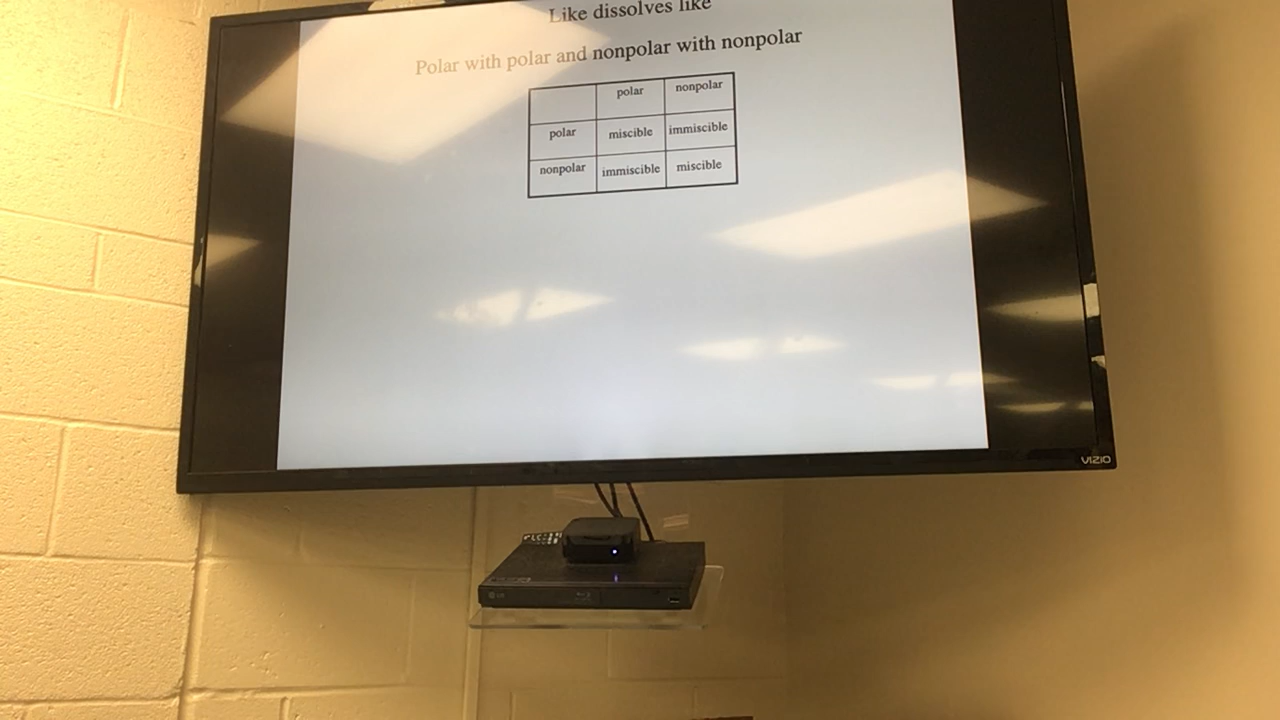 Like dissolves like
Polar with polar and nonpolar with nonpolar
polar nonpolar
polar miscible immiscible
nonpolar immiscible miscible
VIZIO